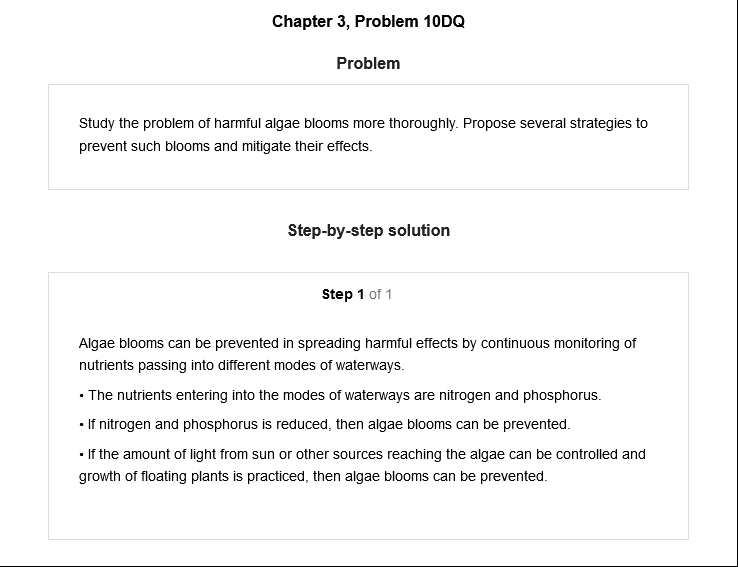 Chapter 3, Problem 10DQ
Problem
Study the problem of harmful algae blooms more thoroughly. Propose several strategies to
prevent such blooms and mitigate their effects.
Step-by-step solution
Step 1 of 1
Algae blooms can be prevented in spreading harmful effects by continuous monitoring of
nutrients passing into different modes of waterways.
• The nutrients entering into the modes of waterways are nitrogen and phosphorus.
• If nitrogen and phosphorus is reduced, then algae blooms can be prevented.
• If the amount of light from sun or other sources reaching the algae can be controlled and
growth of floating plants is practiced, then algae blooms can be prevented.